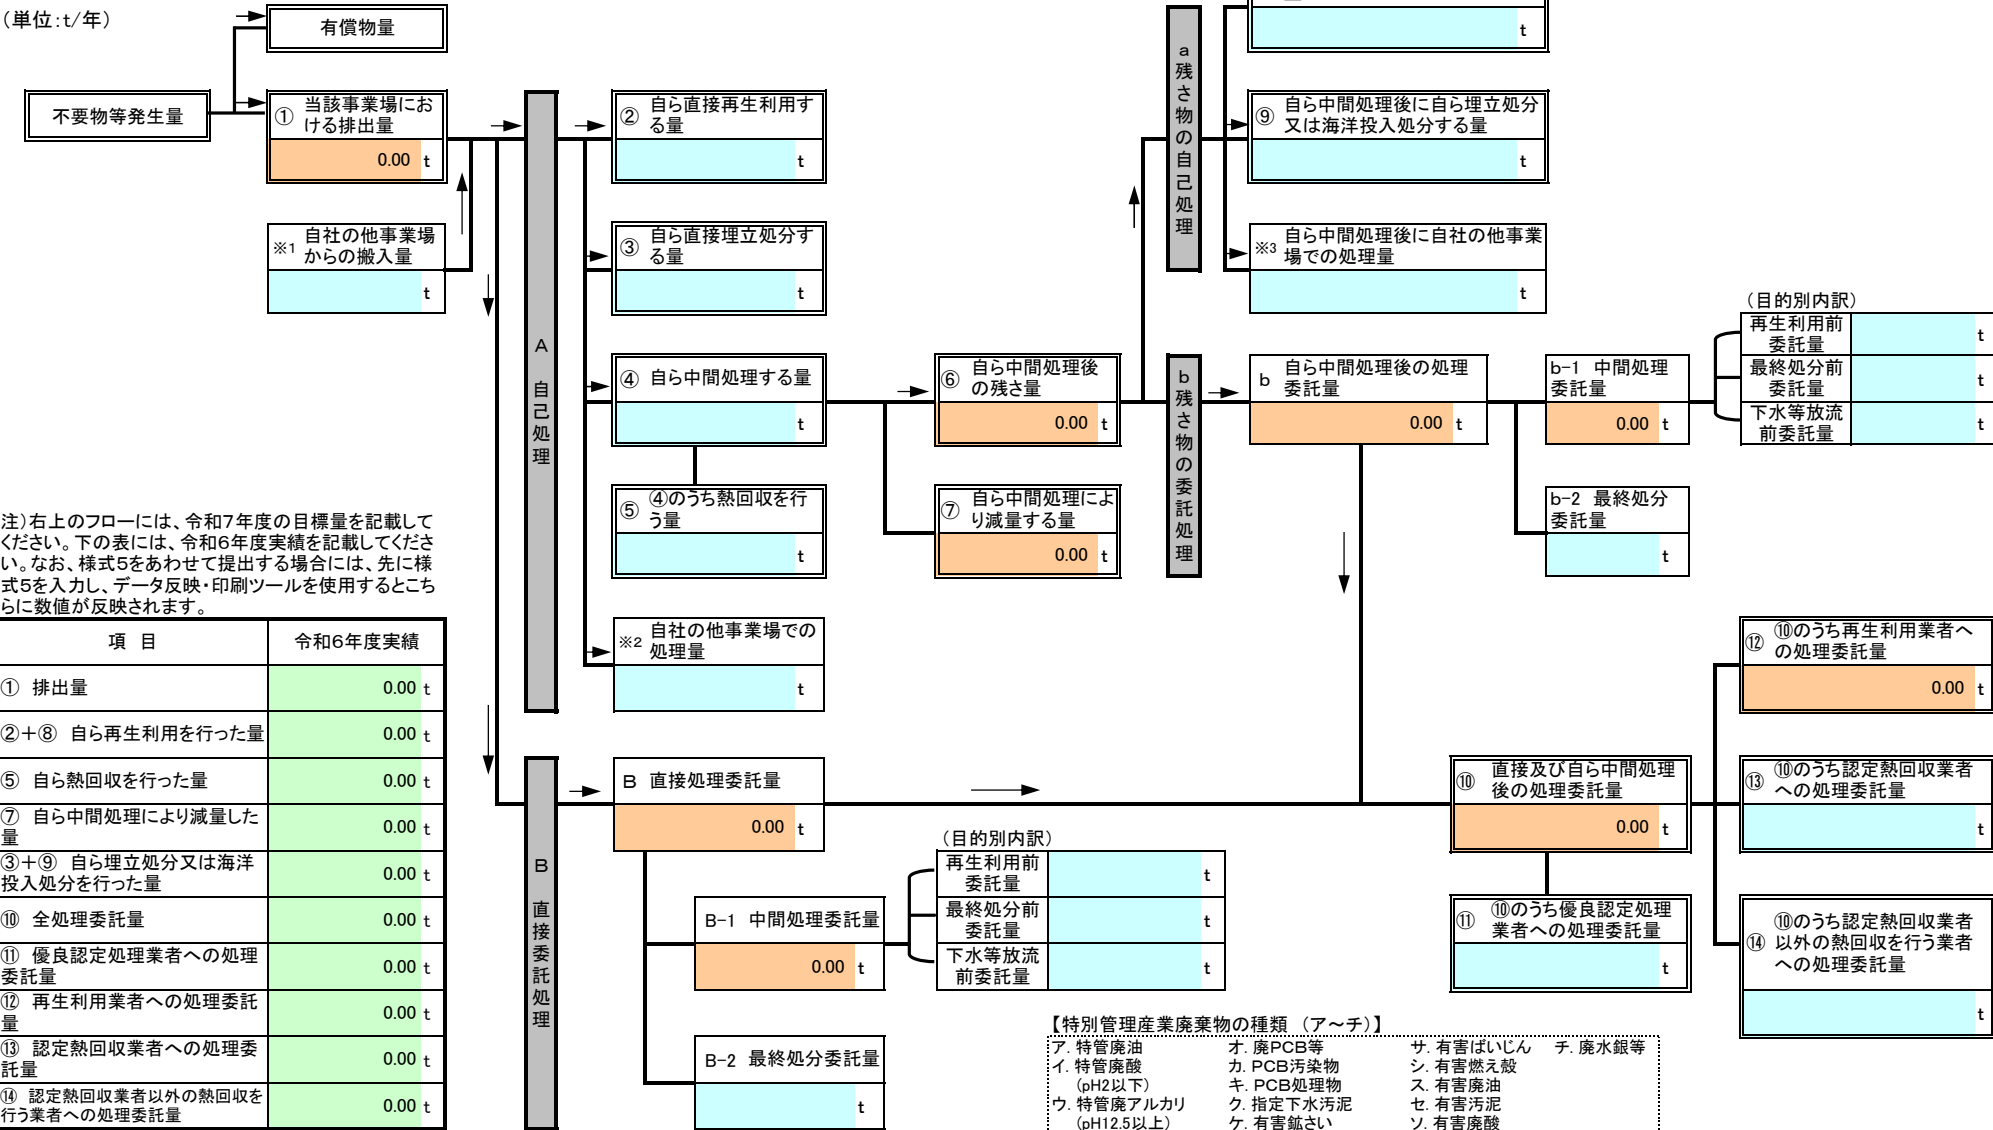 （単位：t/年）
有償物量
不要物等発生量
① 当該事業場にお
ける排出量
0.00 t
※1 自社の他事業場
からの搬入量
t
A 自己処理
② 自ら直接再生利用す
る量
t
③ 自ら直接埋立処分す
る量
t
④ 自ら中間処理する量
t
⑤ ④のうち熱回収を行
う量
t
※2 自社の他事業場での
処理量
t
⑥ 自ら中間処理後
の残さ量
0.00 t
⑦ 自ら中間処理によ
り減量する量
0.00 t
a 残さ物の自己処理
t
⑨ 自ら中間処理後に自ら埋立処分
又は海洋投入処分する量
t
※3 自ら中間処理後に自社の他事業
場での処理量
t
b 残さ物の委託処理
b 自ら中間処理後の処理
委託量
0.00 t
b-1 中間処理
委託量
0.00 t
b-2 最終処分
委託量
t
（目的別内訳）
再生利用前
委託量
t
最終処分前
委託量
t
下水等放流
前委託量
t
注）右上のフローには、令和7年度の目標量を記載して
ください。下の表には、令和6年度実績を記載してくださ
い。なお、様式5をあわせて提出する場合には、先に様
式5を入力し、データ反映・印刷ツールを使用するとこち
らに数値が反映されます。
項 目 令和6年度実績
① 排出量 0.00 t
②＋⑧ 自ら再生利用を行った量 0.00 t
⑤ 自ら熱回収を行った量 0.00 t
⑦ 自ら中間処理により減量した
量 0.00 t
③＋⑨ 自ら埋立処分又は海洋
投入処分を行った量 0.00 t
⑩ 全処理委託量 0.00 t
⑪ 優良認定処理業者への処理
委託量 0.00 t
⑫ 再生利用業者への処理委託
量 0.00 t
⑬ 認定熱回収業者への処理委
託量 0.00 t
⑭ 認定熱回収業者以外の熱回収を
行う業者への処理委託量 0.00 t
B 直接委託処理
B 直接処理委託量
0.00 t
B-1 中間処理委託量
0.00 t
B-2 最終処分委託量
t
（目的別内訳）
再生利用前
委託量
t
最終処分前
委託量
t
下水等放流
前委託量
t
⑩ 直接及び自ら中間処理
後の処理委託量
0.00 t
⑪ ⑩のうち優良認定処理
業者への処理委託量
t
⑫ ⑩のうち再生利用業者へ
の処理委託量
0.00 t
⑬ ⑩のうち認定熱回収業者
への処理委託量
t
⑭ ⑩のうち認定熱回収業者
以外の熱回収を行う業者
への処理委託量
t
【特別管理産業廃棄物の種類 （ア～チ）】
ア. 特管廃油 オ. 廃PCB等 サ. 有害ばいじん チ. 廃水銀等
イ. 特管廃酸 カ. PCB汚染物 シ. 有害燃え殻
（pH2以下） キ. PCB処理物 ス. 有害廃油
ウ. 特管廃アルカリ ク. 指定下水汚泥 セ. 有害汚泥
（pH12.5以上） ケ. 有害鉱さい ソ. 有害廃酸